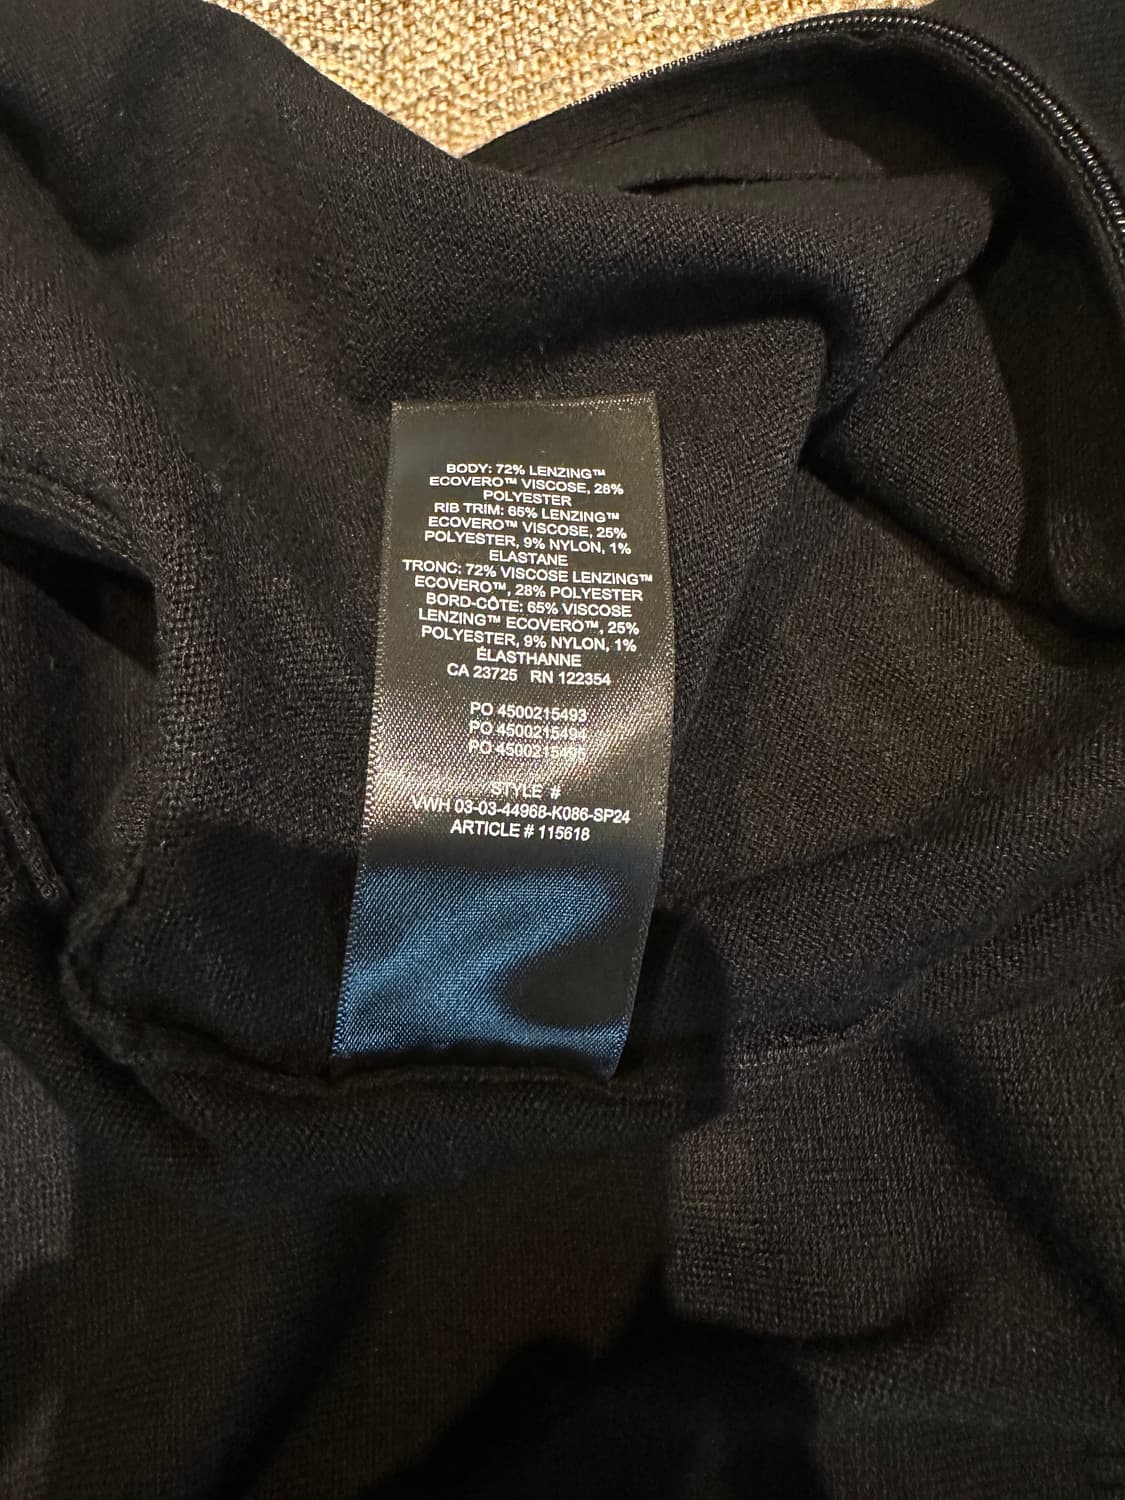 BODY: 72% LENZING™
ECOVERO™ VISCOSE, 28%
POLYESTER
RIB TRIM: 65% LENZING™
ECOVERO™ VISCOSE, 25%
POLYESTER, 9% NYLON, 1%
ELASTANE
TRONC: 72% VISCOSE LENZING™
ECOVERO™, 28% POLYESTER
BORD-CÔTE: 65% VISCOSE
LENZING™ ECOVERO™, 25%
POLYESTER, 9% NYLON, 1%
ÉLASTHANNE
CA 23725 RN 122354
PO 4500215493
PO 4500215494
PO
STYLE #
VWH 03-03-44968-K086-SP24
ARTICLE # 115618